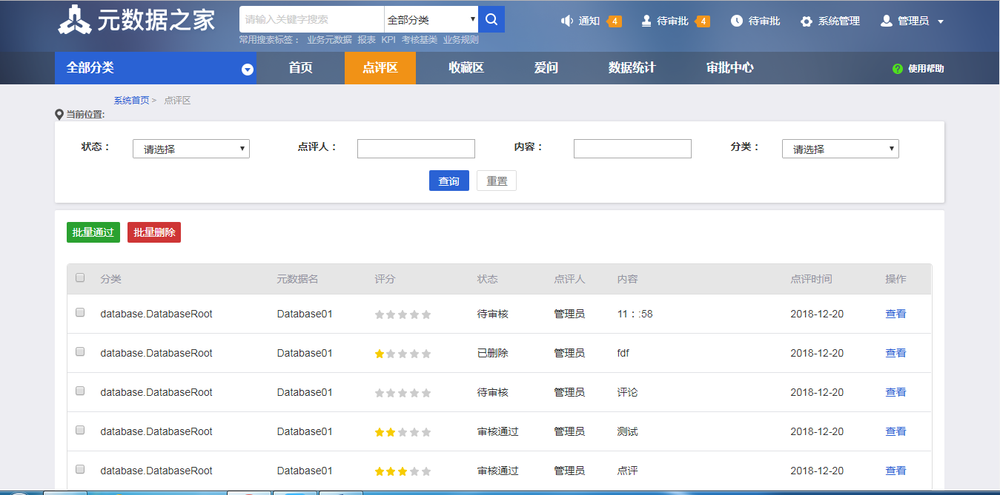 元数据之家
请输入关键字搜索 全部分类
通知 4 待审批 4 待审批 系统管理 管理员
常用搜索标签： 业务元数据 报表 KPI 考核基类 业务规则
全部分类 首页 点评区 收藏区 爱问 数据统计 审批中心 ? 使用帮助
系统首页 > 点评区
当前位置:
状态： 请选择 点评人： 内容： 分类： 请选择
查询 重置
批量通过 批量删除
分类 元数据名 评分 状态 点评人 内容 点评时间 操作
database.DatabaseRoot Database01 待审核 管理员 11：:58 2018-12-20 查看
database.DatabaseRoot Database01 已删除 管理员 fdf 2018-12-20 查看
database.DatabaseRoot Database01 待审核 管理员 评论 2018-12-20 查看
database.DatabaseRoot Database01 审核通过 管理员 测试 2018-12-20 查看
database.DatabaseRoot Database01 审核通过 管理员 点评 2018-12-20 查看